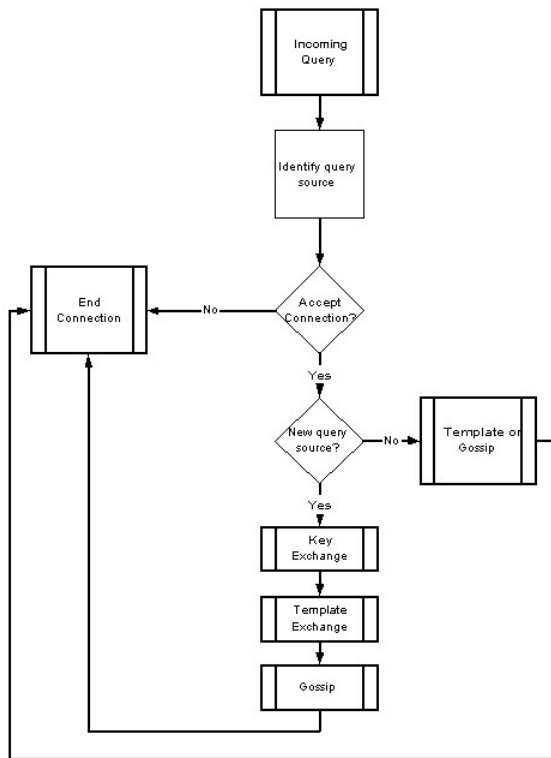 Incoming
Query
Identify query
source
End
Connection
No
Accept
Connection?
Yes
New query
source?
No
Template or
Gossip
Yes
Key
Exchange
Template
Exchange
Gossip